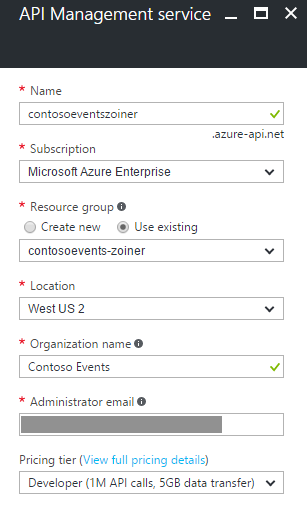 API Management service
* Name
contosoeventszoiner
.azure-api.net
* Subscription
Microsoft Azure Enterprise
* Resource group
Create new Use existing
contosoevents-zoiner
* Location
West US 2
* Organization name
Contoso Events
* Administrator email
Pricing tier (View full pricing details)
Developer (1M API calls, 5GB data transfer)